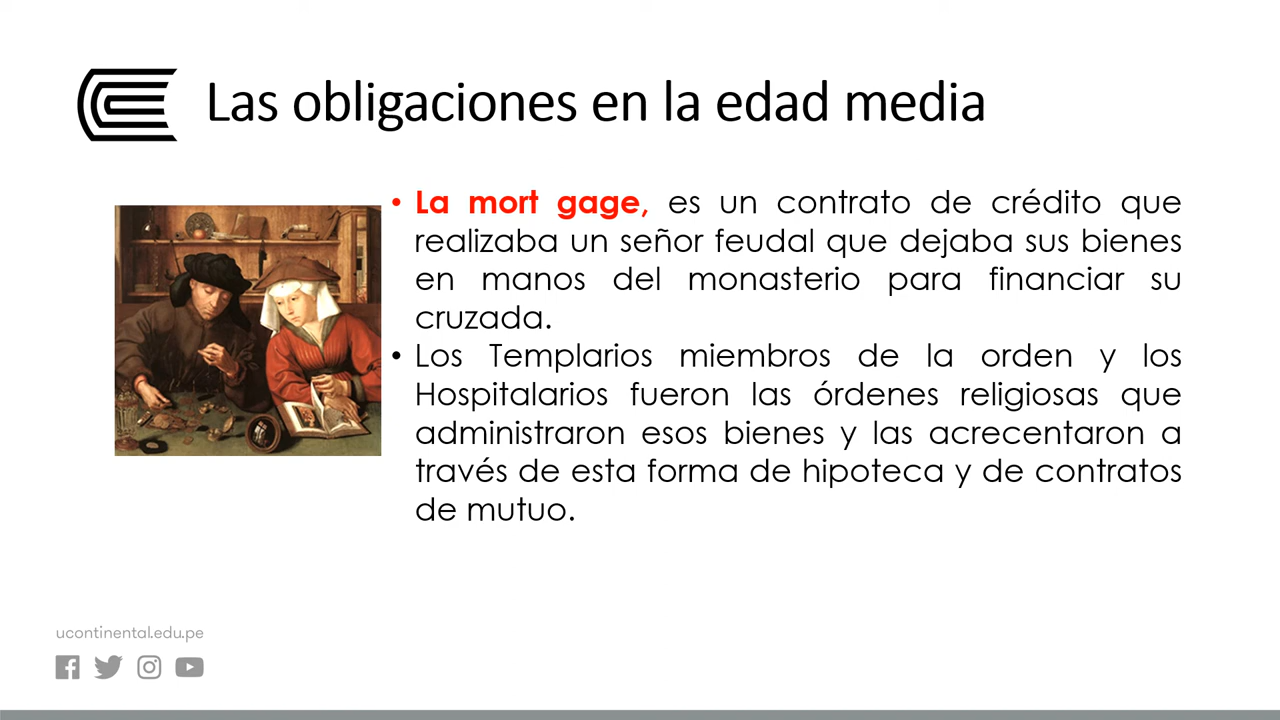 Las obligaciones en la edad media
• La mort gage, es un contrato de crédito que
realizaba un señor feudal que dejaba sus bienes
en manos del monasterio para financiar su
cruzada.
• Los Templarios miembros de la orden y los
Hospitalarios fueron las órdenes religiosas que
administraron esos bienes y las acrecentaron a
través de esta forma de hipoteca y de contratos
de mutuo.
ucontinental.edu.pe